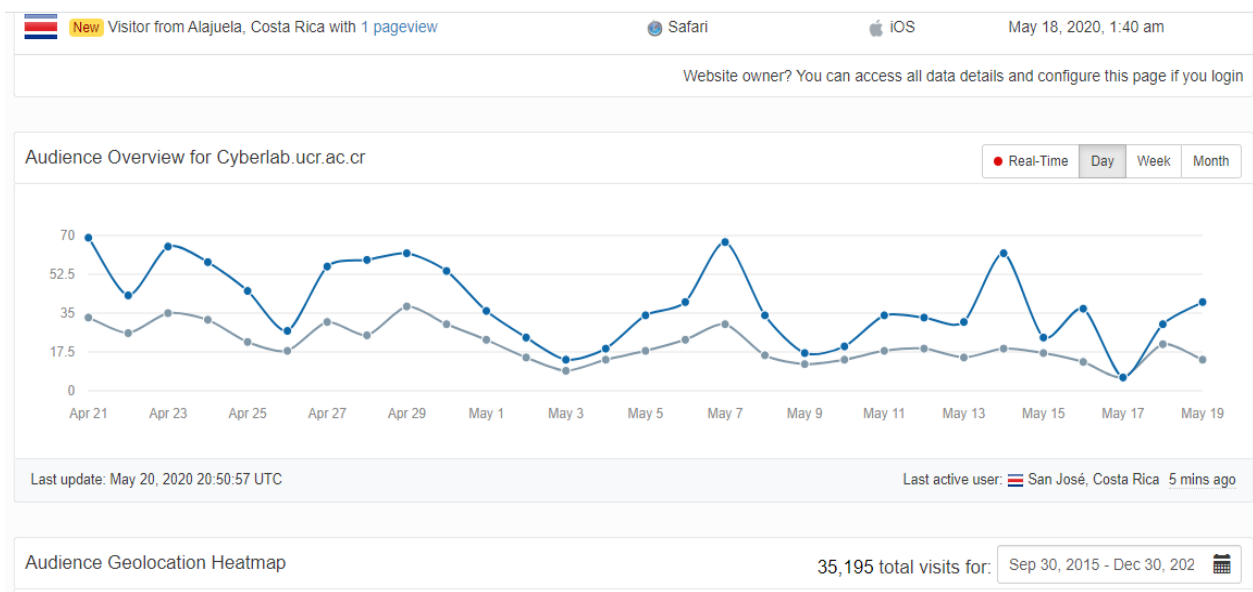 New Visitor from Alajuela, Costa Rica with 1 pageview Safari iOS May 18, 2020, 1:40 am
Website owner? You can access all data details and configure this page if you login
Audience Overview for Cyberlab.ucr.ac.cr Real-Time Day Week Month
70
52.5
35
17.5
0
Apr 21 Apr 23 Apr 25 Apr 27 Apr 29 May 1 May 3 May 5 May 7 May 9 May 11 May 13 May 15 May 17 May 19
Last update: May 20, 2020 20:50:57 UTC Last active user: San José, Costa Rica 5 mins ago
Audience Geolocation Heatmap 35,195 total visits for: Sep 30, 2015 - Dec 30, 202